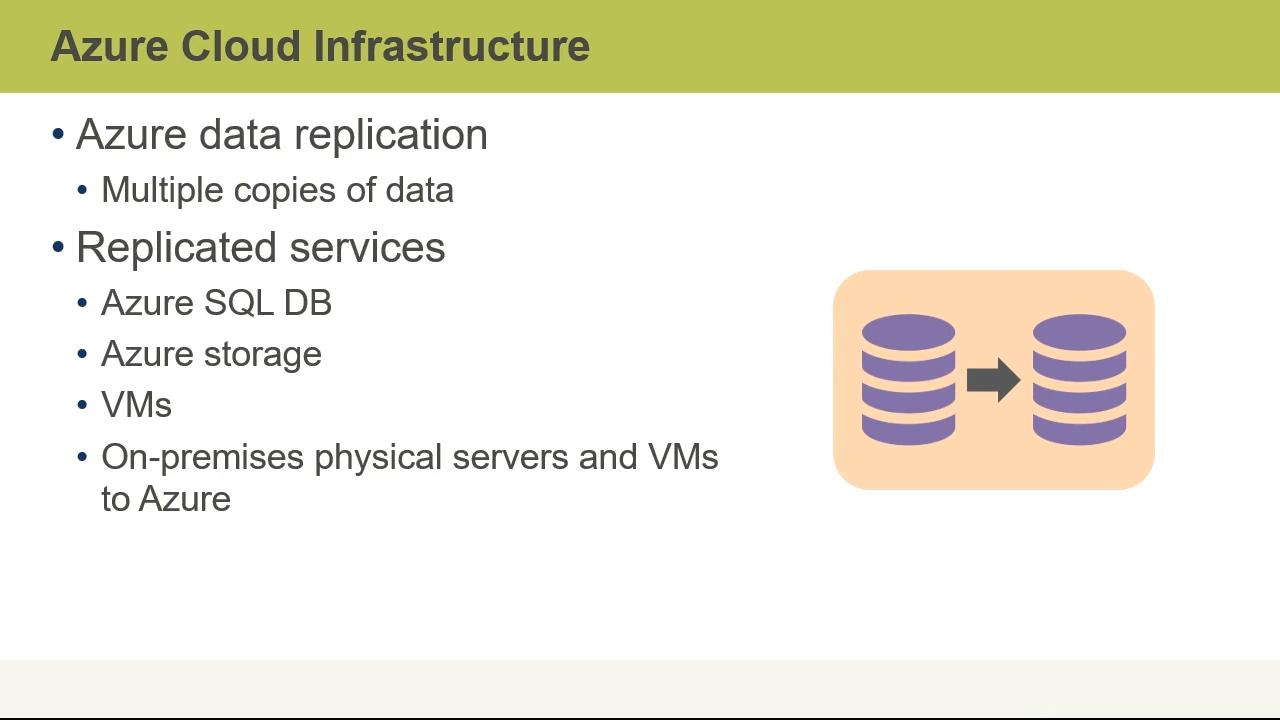 Azure Cloud Infrastructure
• Azure data replication
• Multiple copies of data
• Replicated services
• Azure SQL DB
• Azure storage
• VMs
• On-premises physical servers and VMs
to Azure